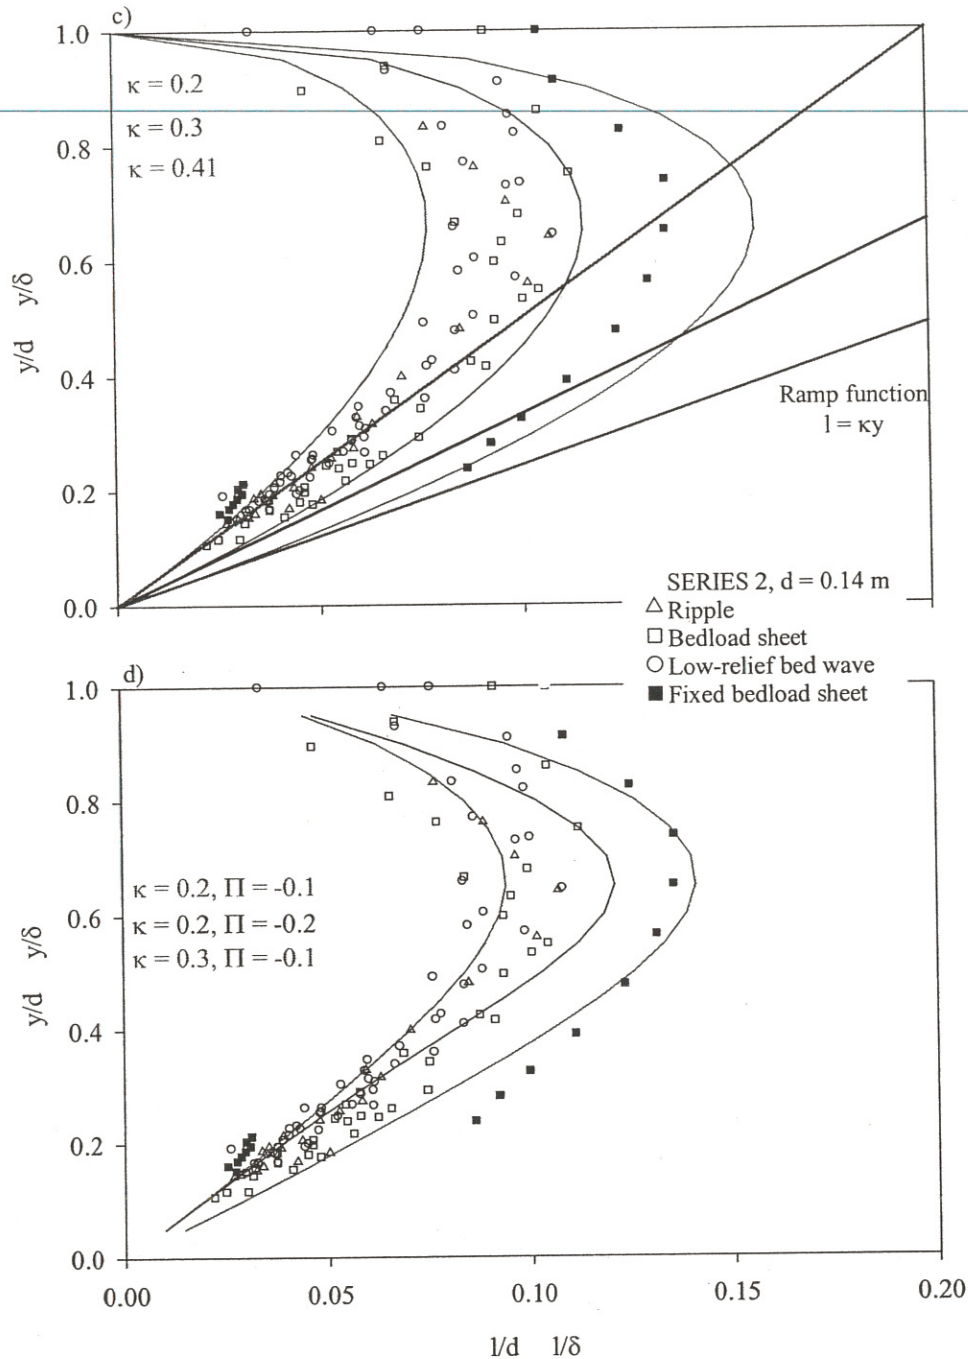 c)
1.0
κ = 0.2
κ = 0.3
κ = 0.41
0.8
0.6
y/d y/δ
0.4
Ramp function
l = κy
0.2
0.0
SERIES 2, d = 0.14 m
Ripple
Bedload sheet
Low-relief bed wave
Fixed bedload sheet
d)
1.0
0.8
κ = 0.2, Π = -0.1
κ = 0.2, Π = -0.2
κ = 0.3, Π = -0.1
0.6
y/d y/δ
0.4
0.2
0.0
0.00 0.05 0.10 0.15 0.20
l/d l/δ